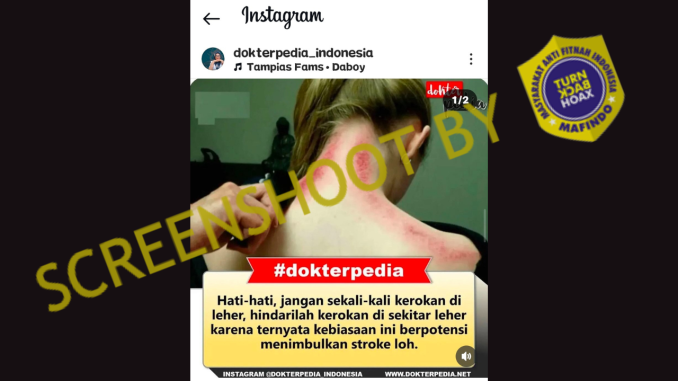 Instagram
dokterpedia_indonesia
Tampias Fams • Daboy
dokte
1/2
MASYARAKAT ANTI FITNAH INDONESIA
TURN
BACK
HOAX
MAFINDO
SCREENSHOOT BY
#dokterpedia
Hati-hati, jangan sekali-kali kerokan di
leher, hindarilah kerokan di sekitar leher
karena ternyata kebiasaan ini berpotensi
menimbulkan stroke loh.
INSTAGRAM @DOKTERPEDIA_INDONESIA WWW.DOKTERPEDIA.NET